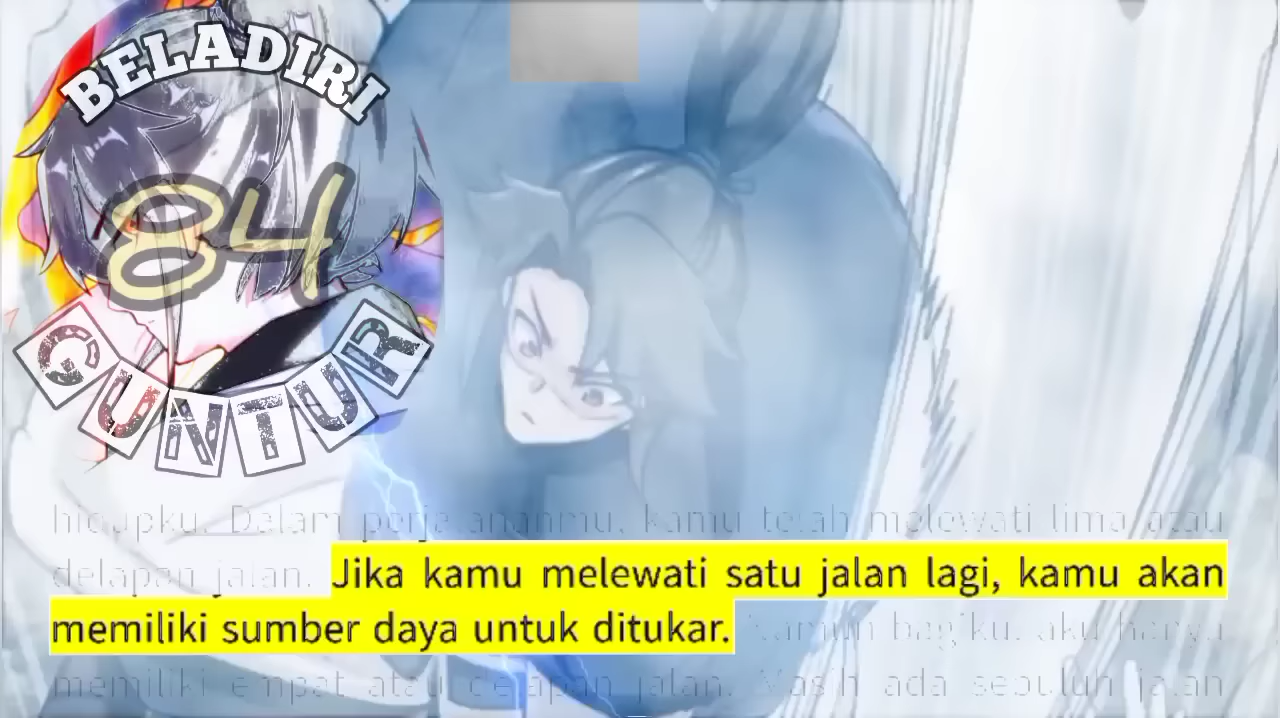 BELADIRI
84
GUNTUR
hidupku. Dalam perjalananmu, kamu telah melewati lima atau
delapan jalan. Jika kamu melewati satu jalan lagi, kamu akan
memiliki sumber daya untuk ditukar. Namun bagiku, aku hanya
memiliki empat atau delapan jalan. Masih ada sepuluh jalan